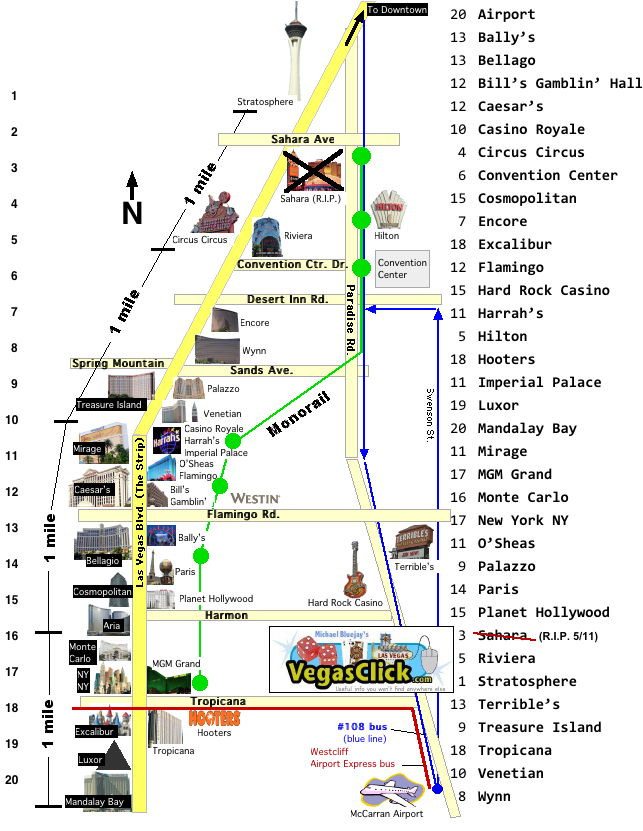 To Downtown
Stratosphere
1
2
3
4
5
6
7
8
9
10
11
12
13
14
15
16
17
18
19
20
1 mile
1 mile
1 mile
1 mile
N
Sahara Ave
Sahara (R.I.P.)
HILTON
Hilton
Circus Circus
Riviera
Convention Ctr. Dr.
Convention
Center
Desert Inn Rd.
Paradise Rd.
Encore
Wynn
Spring Mountain
Sands Ave.
Swenson St.
Treasure Island
Palazzo
Venetian
Monorail
Las Vegas Blvd. (The Strip)
Mirage
Harrah's
Casino Royale
Harrah's
Imperial Palace
O'Sheas
Flamingo
Caesar's
Bill's
Gamblin'
WESTIN
Flamingo Rd.
Bellagio
Bally's
TERRIBLE'S
Terrible's
Paris
Cosmopolitan
Planet Hollywood
Hard Rock Casino
Aria
Harmon
Monte
Carlo
MGM Grand
NY
NY
Michael Bluejay's
LAS VEGAS
VegasClick.com
Useful info you won't find anywhere else
Tropicana
Excalibur
HOOTERS
Hooters
Tropicana
Luxor
Mandalay Bay
#108 bus
(blue line)
Westcliff
Airport Express bus
McCarran Airport
20 Airport
13 Bally's
13 Bellago
12 Bill's Gamblin' Hall
12 Caesar's
10 Casino Royale
4 Circus Circus
6 Convention Center
15 Cosmopolitan
7 Encore
18 Excalibur
12 Flamingo
15 Hard Rock Casino
11 Harrah's
5 Hilton
18 Hooters
11 Imperial Palace
19 Luxor
20 Mandalay Bay
11 Mirage
17 MGM Grand
16 Monte Carlo
17 New York NY
11 O'Sheas
9 Palazzo
14 Paris
15 Planet Hollywood
3 Sahara (R.I.P. 5/11)
5 Riviera
1 Stratosphere
13 Terrible's
9 Treasure Island
18 Tropicana
10 Venetian
8 Wynn